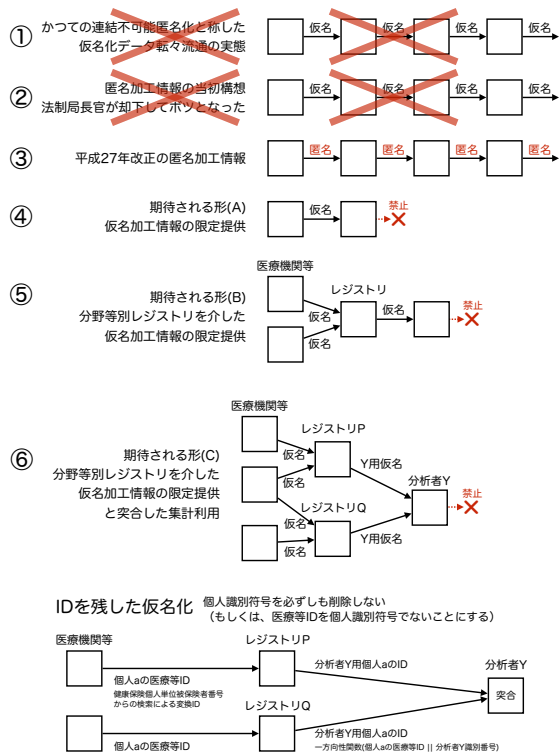 ①
かつての連結不可能匿名化と称した
仮名化データ転々流通の実態
仮名
仮名
仮名
仮名
②
匿名加工情報の当初構想
法制局長官が却下してボツとなった
仮名
仮名
仮名
仮名
③
平成27年改正の匿名加工情報
匿名
匿名
匿名
匿名
④
期待される形(A)
仮名加工情報の限定提供
仮名
禁止
⑤
期待される形(B)
分野等別レジストリを介した
仮名加工情報の限定提供
医療機関等
レジストリ
仮名
仮名
仮名
禁止
⑥
期待される形(C)
分野等別レジストリを介した
仮名加工情報の限定提供
と突合した集計利用
医療機関等
レジストリP
仮名
仮名
Y用仮名
分析者Y
禁止
レジストリQ
仮名
仮名
Y用仮名
IDを残した仮名化
個人識別符号を必ずしも削除しない
（もしくは、医療等IDを個人識別符号でないことにする）
医療機関等
レジストリP
個人aの医療等ID
健康保険個人単位被保険者番号
からの検索による変換ID
分析者Y用個人aのID
分析者Y
突合
レジストリQ
個人aの医療等ID
分析者Y用個人aのID
一方向性関数(個人aの医療等ID || 分析者Y識別番号)